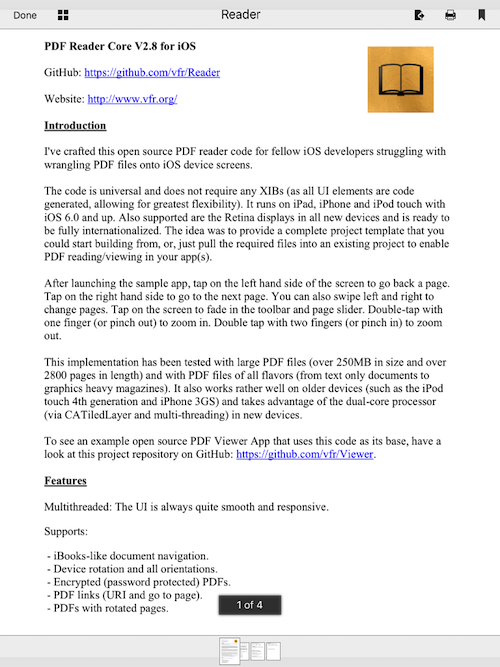 Done
Reader
PDF Reader Core V2.8 for iOS
GitHub: https://github.com/vfr/Reader
Website: http://www.vfr.org/
Introduction
I've crafted this open source PDF reader code for fellow iOS developers struggling with
wrangling PDF files onto iOS device screens.
The code is universal and does not require any XIBs (as all UI elements are code
generated, allowing for greatest flexibility). It runs on iPad, iPhone and iPod touch with
iOS 6.0 and up. Also supported are the Retina displays in all new devices and is ready to
be fully internationalized. The idea was to provide a complete project template that you
could start building from, or, just pull the required files into an existing project to enable
PDF reading/viewing in your app(s).
After launching the sample app, tap on the left hand side of the screen to go back a page.
Tap on the right hand side to go to the next page. You can also swipe left and right to
change pages. Tap on the screen to fade in the toolbar and page slider. Double-tap with
one finger (or pinch out) to zoom in. Double tap with two fingers (or pinch in) to zoom
out.
This implementation has been tested with large PDF files (over 250MB in size and over
2800 pages in length) and with PDF files of all flavors (from text only documents to
graphics heavy magazines). It also works rather well on older devices (such as the iPod
touch 4th generation and iPhone 3GS) and takes advantage of the dual-core processor
(via CATiledLayer and multi-threading) in new devices.
To see an example open source PDF Viewer App that uses this code as its base, have a
look at this project repository on GitHub: https://github.com/vfr/Viewer.
Features
Multithreaded: The UI is always quite smooth and responsive.
Supports:
- iBooks-like document navigation.
- Device rotation and all orientations.
- Encrypted (password protected) PDFs.
- PDF links (URI and go to page).
- PDFs with rotated pages.
1 of 4